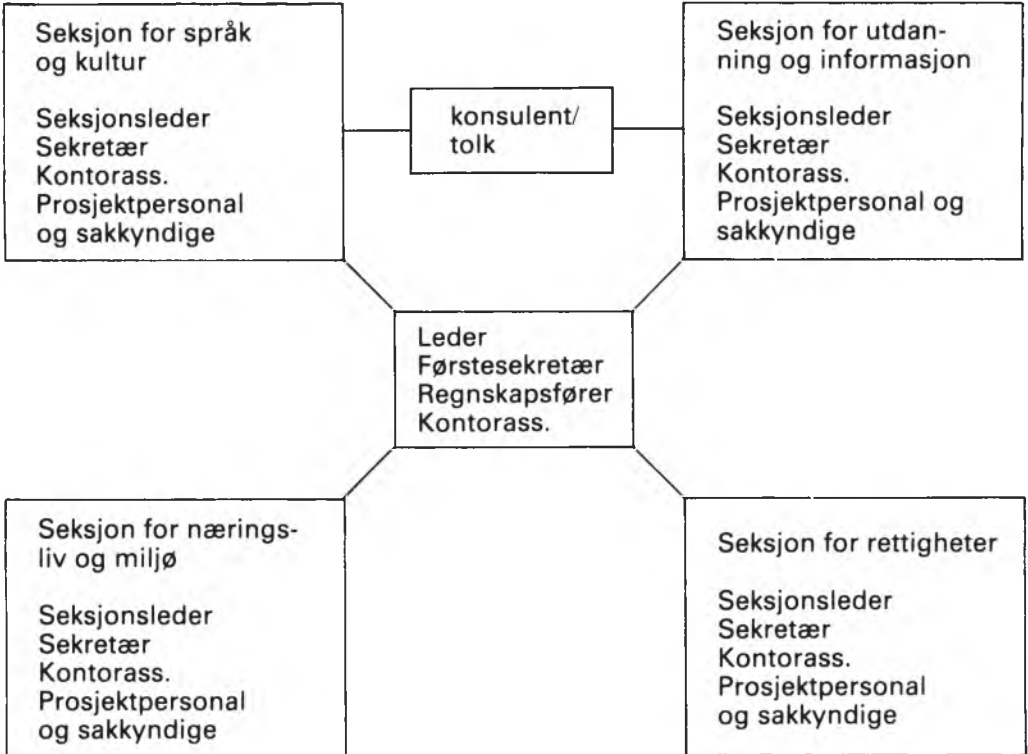 Seksjon for språk
og kultur
Seksjonsleder
Sekretær
Kontorass.
Prosjektpersonal
og sakkyndige
konsulent/
tolk
Seksjon for utdan-
ning og informasjon
Seksjonsleder
Sekretær
Kontorass.
Prosjektpersonal og
sakkyndige
Leder
Førstesekretær
Regnskapsfører
Kontorass.
Seksjon for nærings-
liv og miljø
Seksjonsleder
Sekretær
Kontorass.
Prosjektpersonal
og sakkyndige
Seksjon for rettigheter
Seksjonsleder
Sekretær
Kontorass.
Prosjektpersonal
og sakkyndige